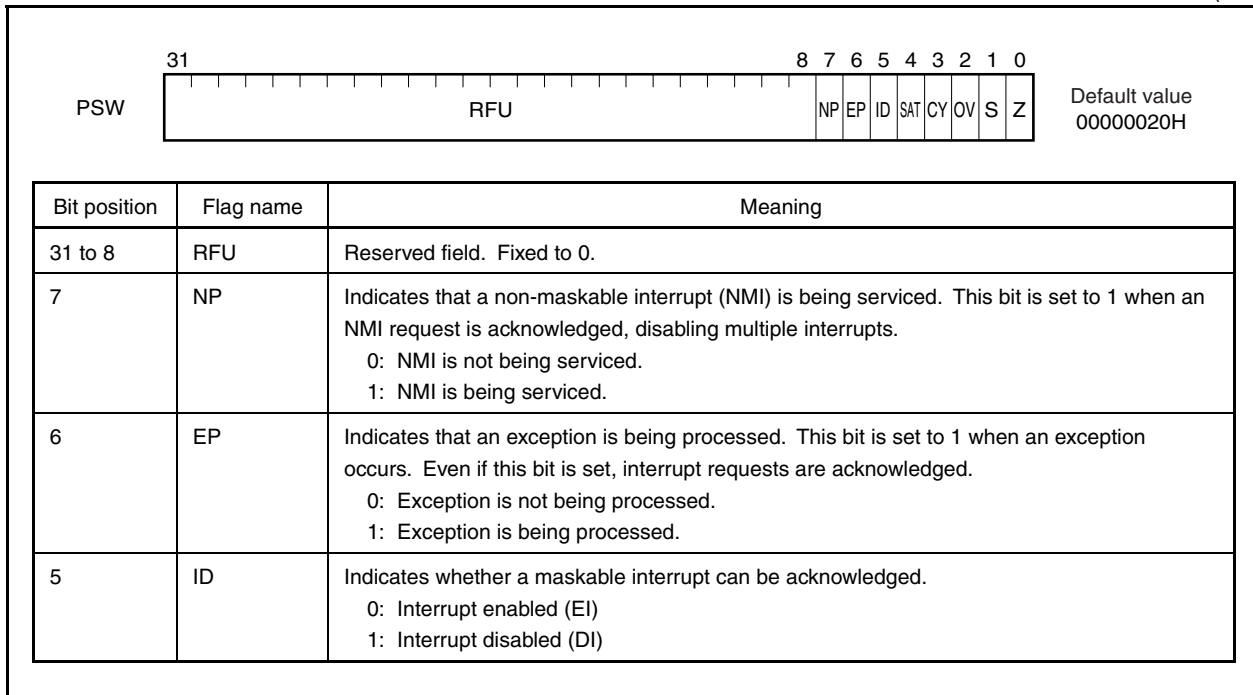 31 8 7 6 5 4 3 2 1 0
PSW RFU NP EP ID SAT CY OV S Z Default value
00000020H
Bit position Flag name Meaning
31 to 8 RFU Reserved field. Fixed to 0.
7 NP Indicates that a non-maskable interrupt (NMI) is being serviced. This bit is set to 1 when an
NMI request is acknowledged, disabling multiple interrupts.
0: NMI is not being serviced.
1: NMI is being serviced.
6 EP Indicates that an exception is being processed. This bit is set to 1 when an exception
occurs. Even if this bit is set, interrupt requests are acknowledged.
0: Exception is not being processed.
1: Exception is being processed.
5 ID Indicates whether a maskable interrupt can be acknowledged.
0: Interrupt enabled (EI)
1: Interrupt disabled (DI)